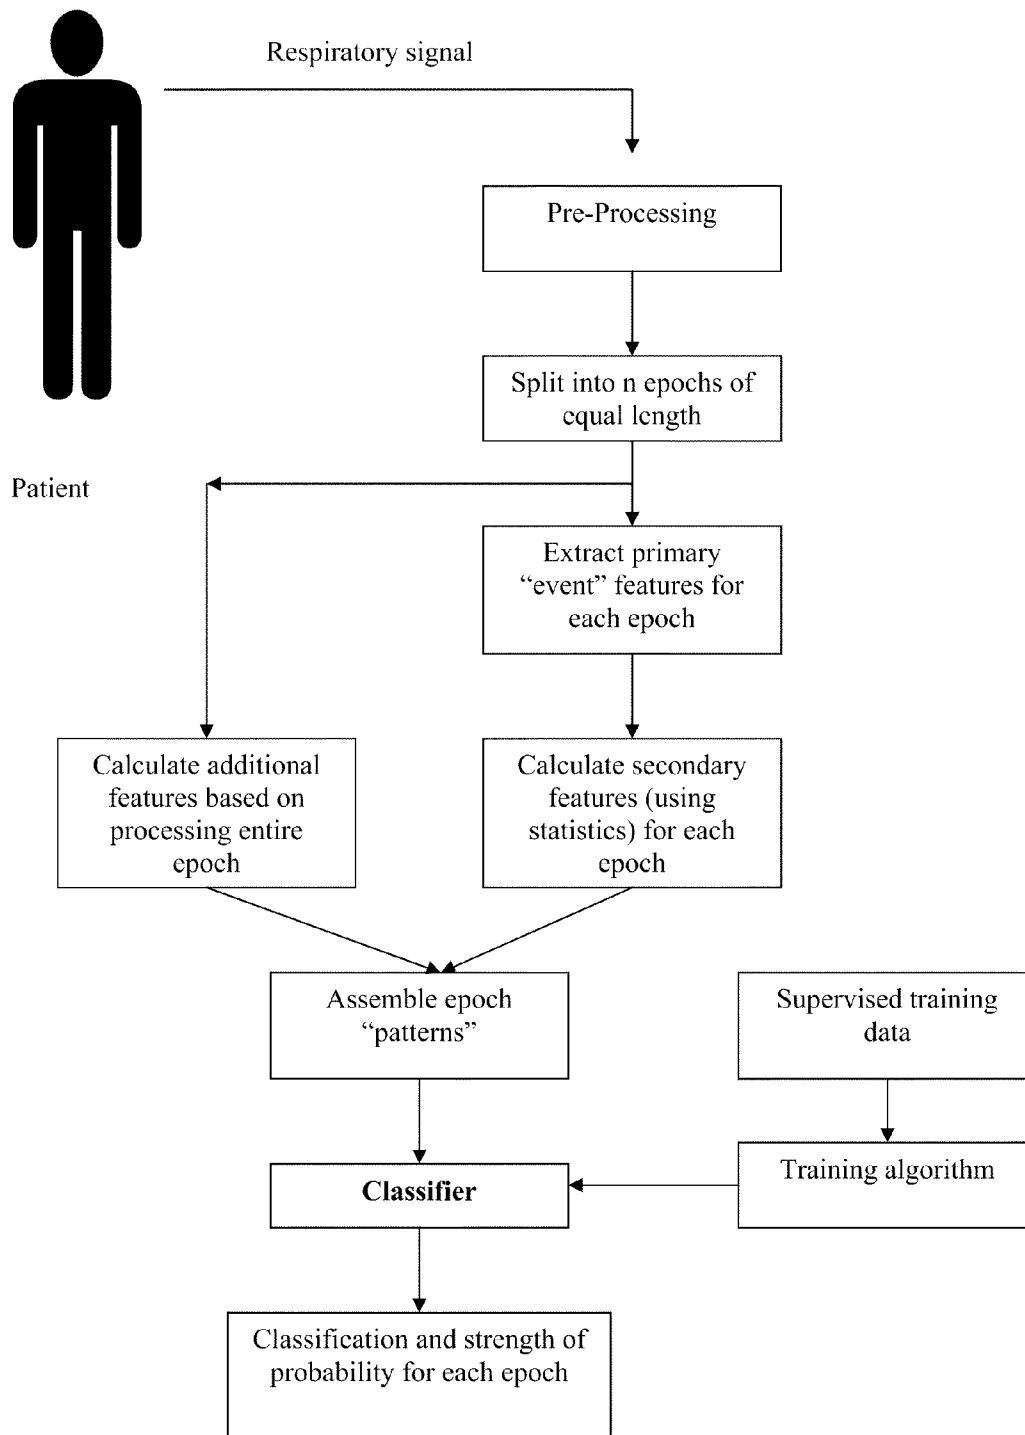 Respiratory signal
Pre-Processing
Split into n epochs of
equal length
Patient
Extract primary
“event” features for
each epoch
Calculate additional
features based on
processing entire
epoch
Calculate secondary
features (using
statistics) for each
epoch
Assemble epoch
“patterns”
Supervised training
data
Classifier
Training algorithm
Classification and strength of
probability for each epoch